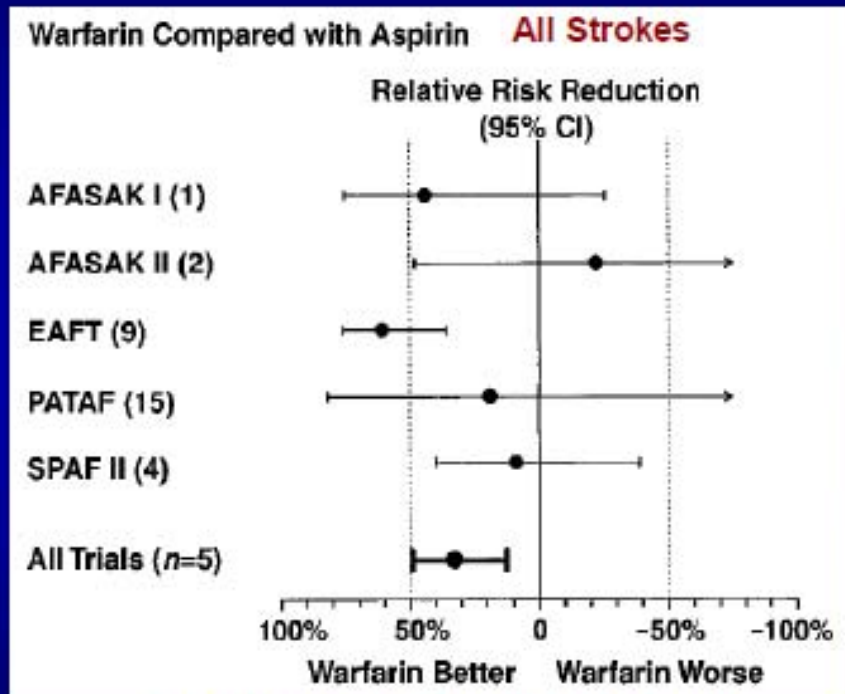 Warfarin Compared with Aspirin All Strokes
Relative Risk Reduction
(95% CI)
AFASAK I (1)
AFASAK II (2)
EAFT (9)
PATAF (15)
SPAF II (4)
All Trials (n=5)
100% 50% 0 -50% -100%
Warfarin Better Warfarin Worse